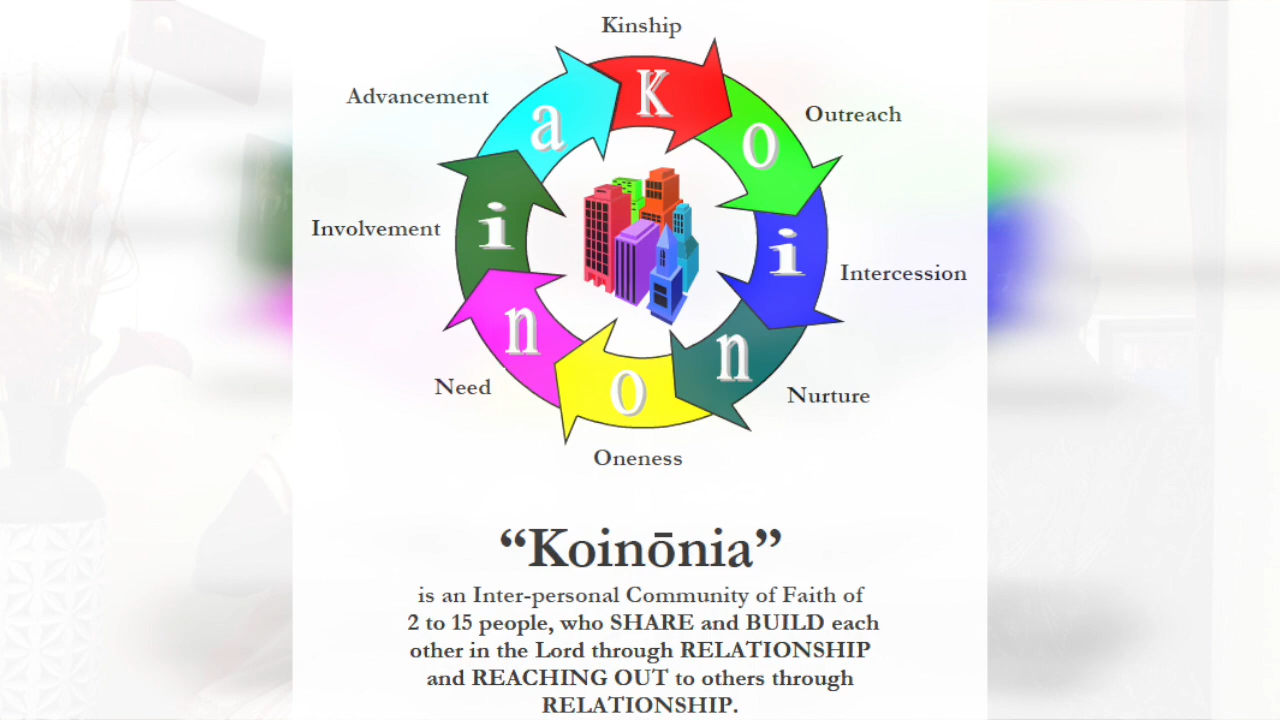 Kinship
Advancement
Outreach
Involvement
Intercession
Need
Nurture
Oneness
K
o
i
n
o
n
i
a
“Koinōnia”
is an Inter-personal Community of Faith of
2 to 15 people, who SHARE and BUILD each
other in the Lord through RELATIONSHIP
and REACHING OUT to others through
RELATIONSHIP.